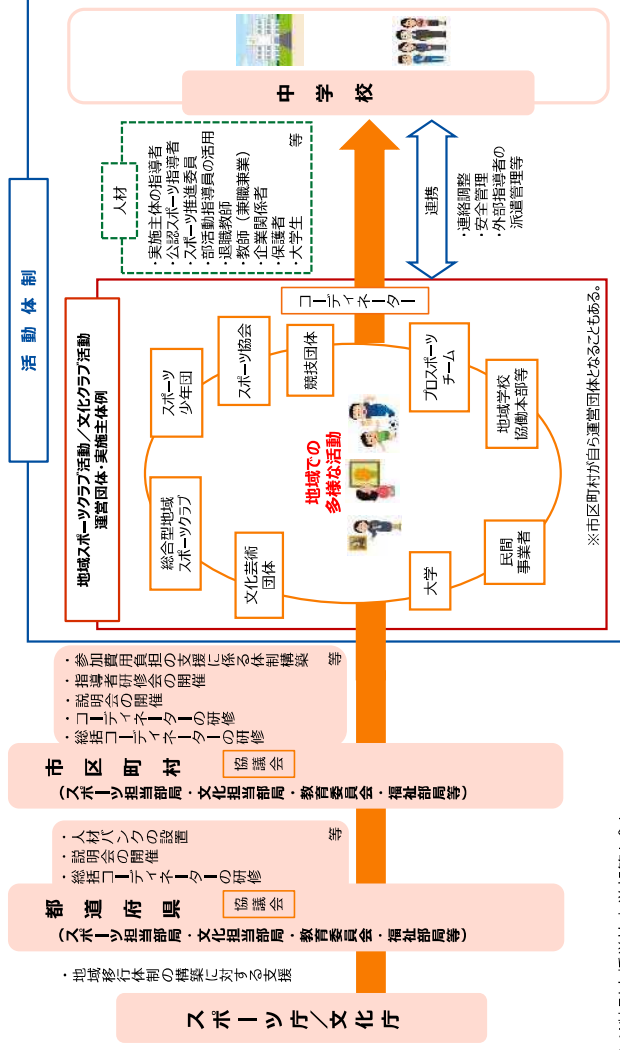 活動体制
スポーツ庁／文化庁
・地域移行体制の構築に対する支援
都道府県
協議会
（スポーツ担当部局・文化担当部局・教育委員会・福祉部局等）
・人材バンクの設置
・説明会の開催
・総括コーディネーターの研修
等
市区町村
協議会
（スポーツ担当部局・文化担当部局・教育委員会・福祉部局等）
・参加費用負担の支援に係る体制構築
・指導者研修会の開催
・説明会の開催
・コーディネーターの研修
・総括コーディネーターの研修
等
地域スポーツクラブ活動／文化クラブ活動
運営団体・実施主体例
総合型地域
スポーツクラブ
スポーツ
少年団
スポーツ協会
競技団体
文化芸術
団体
地域での
多様な活動
大学
民間
事業者
プロスポーツ
チーム
地域学校
協働本部等
コーディネーター
※市区町村が自ら運営団体となることもある。
人材
・実施主体の指導者
・公認スポーツ指導者
・スポーツ推進委員
・部活動指導員の活用
・退職教師
・教師（兼職兼業）
・企業関係者
・保護者
・大学生
等
連携
・連絡調整
・安全管理
・外部指導者の
派遣管理等
中学校